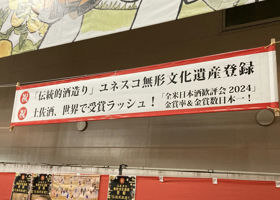 祝 「伝統的酒造り」ユネスコ無形文化遺産登録
祝 土佐酒、世界で受賞ラッシュ！「全米日本酒歓評会2024」
金賞率&金賞数日本一！